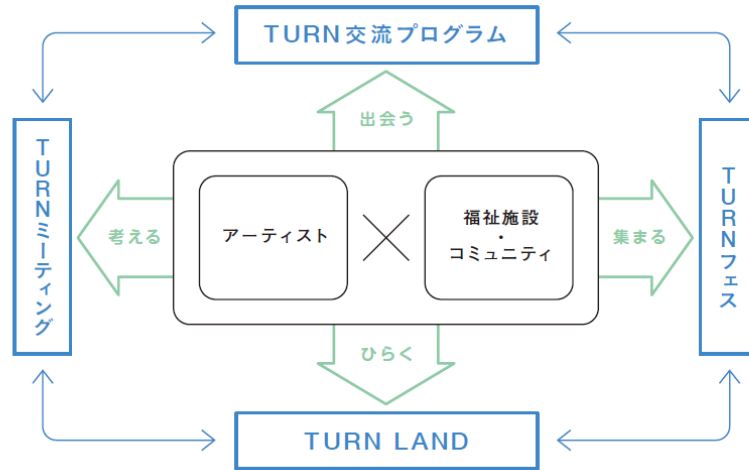 TURN交流プログラム
出会う
TURNミーティング
考える
アーティスト
福祉施設
・
コミュニティ
集まる
TURNフェス
ひらく
TURN LAND